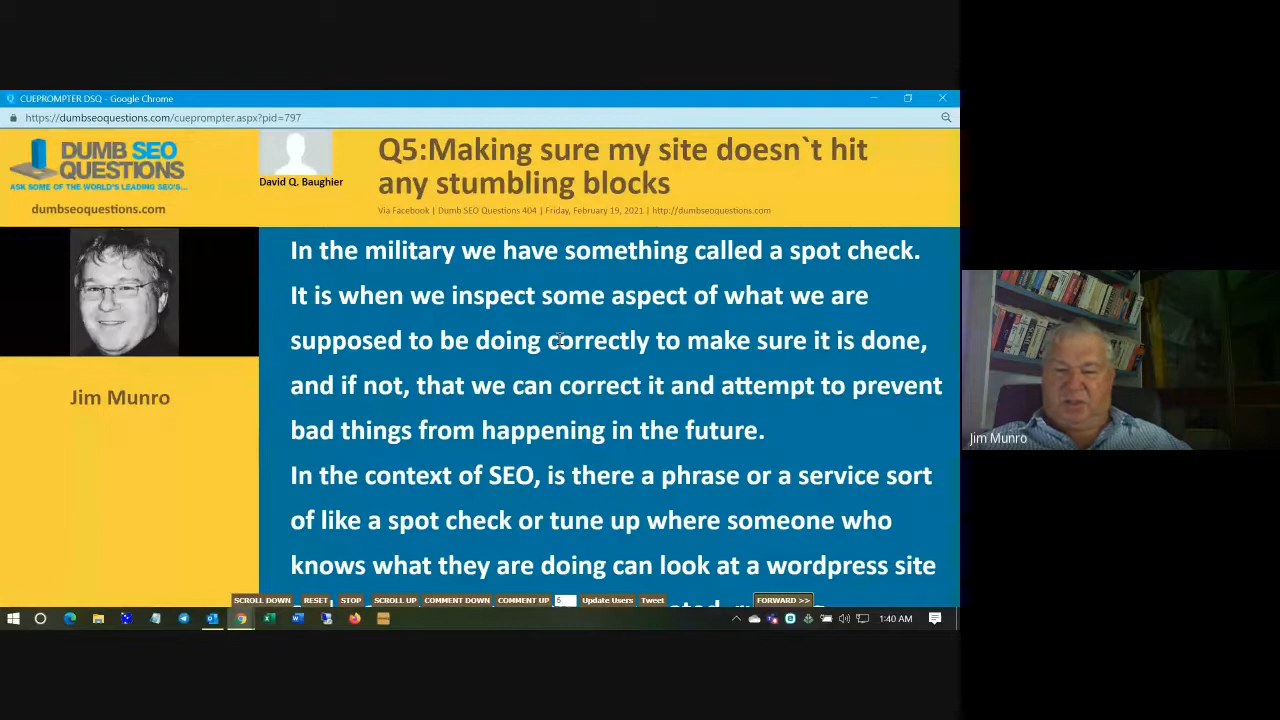 CUEPROMPTER DSQ - Google Chrome
https://dumbseoquestions.com/cueprompter.aspx?pid=797
DUMB SEO
QUESTIONS
ASK SOME OF THE WORLD'S LEADING SEO'S...
dumbseoquestions.com
David Q. Baughier
Q5:Making sure my site doesn`t hit
any stumbling blocks
Via Facebook | Dumb SEO Questions 404 | Friday, February 19, 2021 | http://dumbseoquestions.com
Jim Munro
In the military we have something called a spot check.
It is when we inspect some aspect of what we are
supposed to be doing correctly to make sure it is done,
and if not, that we can correct it and attempt to prevent
bad things from happening in the future.
In the context of SEO, is there a phrase or a service sort
of like a spot check or tune up where someone who
knows what they are doing can look at a wordpress site
SCROLL DOWN RESET STOP SCROLL UP COMMENT DOWN COMMENT UP 5 Update Users Tweet FORWARD >>
1:40 AM
Jim Munro